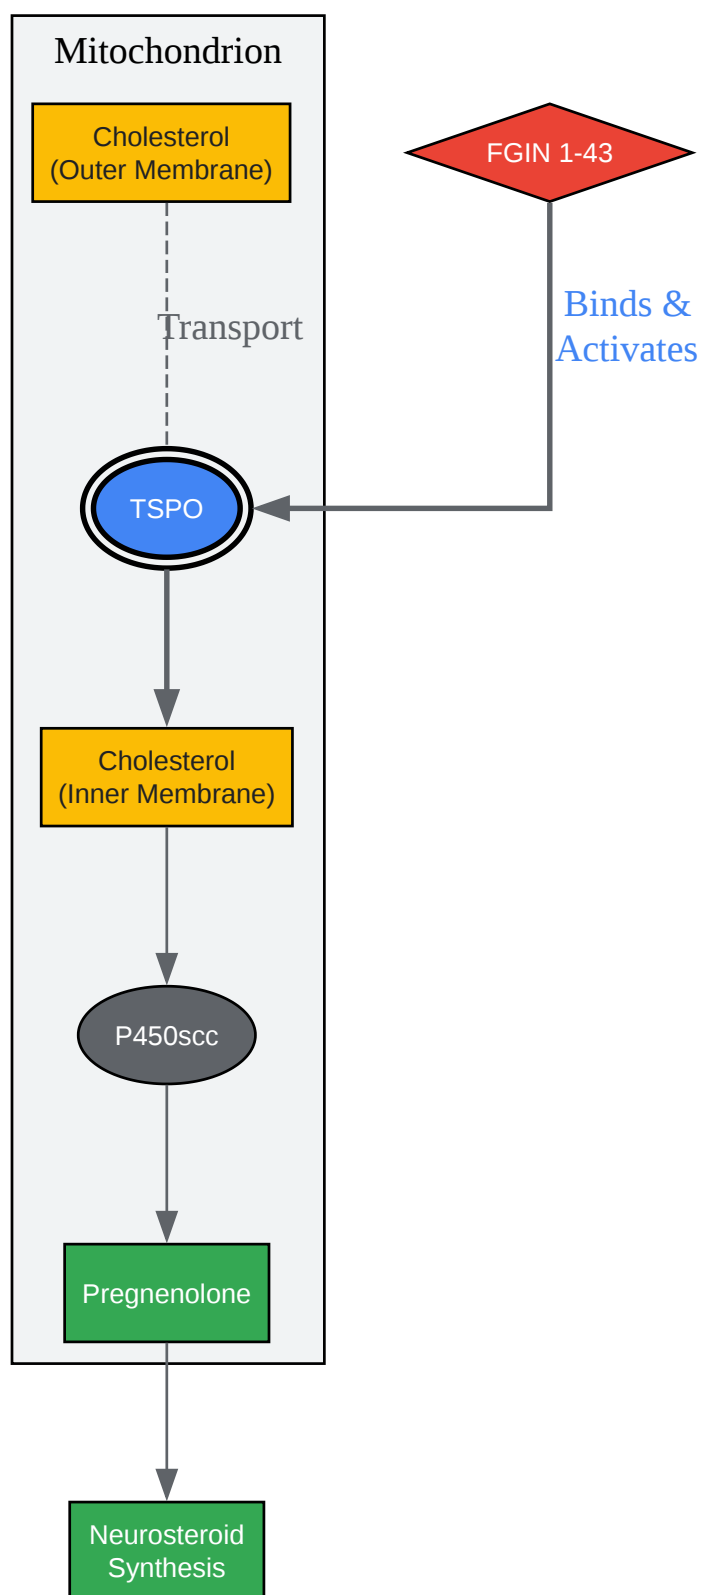 Mitochondrion
Cholesterol
(Outer Membrane)
FGIN 1-43
Transport
Binds &
Activates
TSPO
Cholesterol
(Inner Membrane)
P450scc
Pregnenolone
Neurosteroid
Synthesis